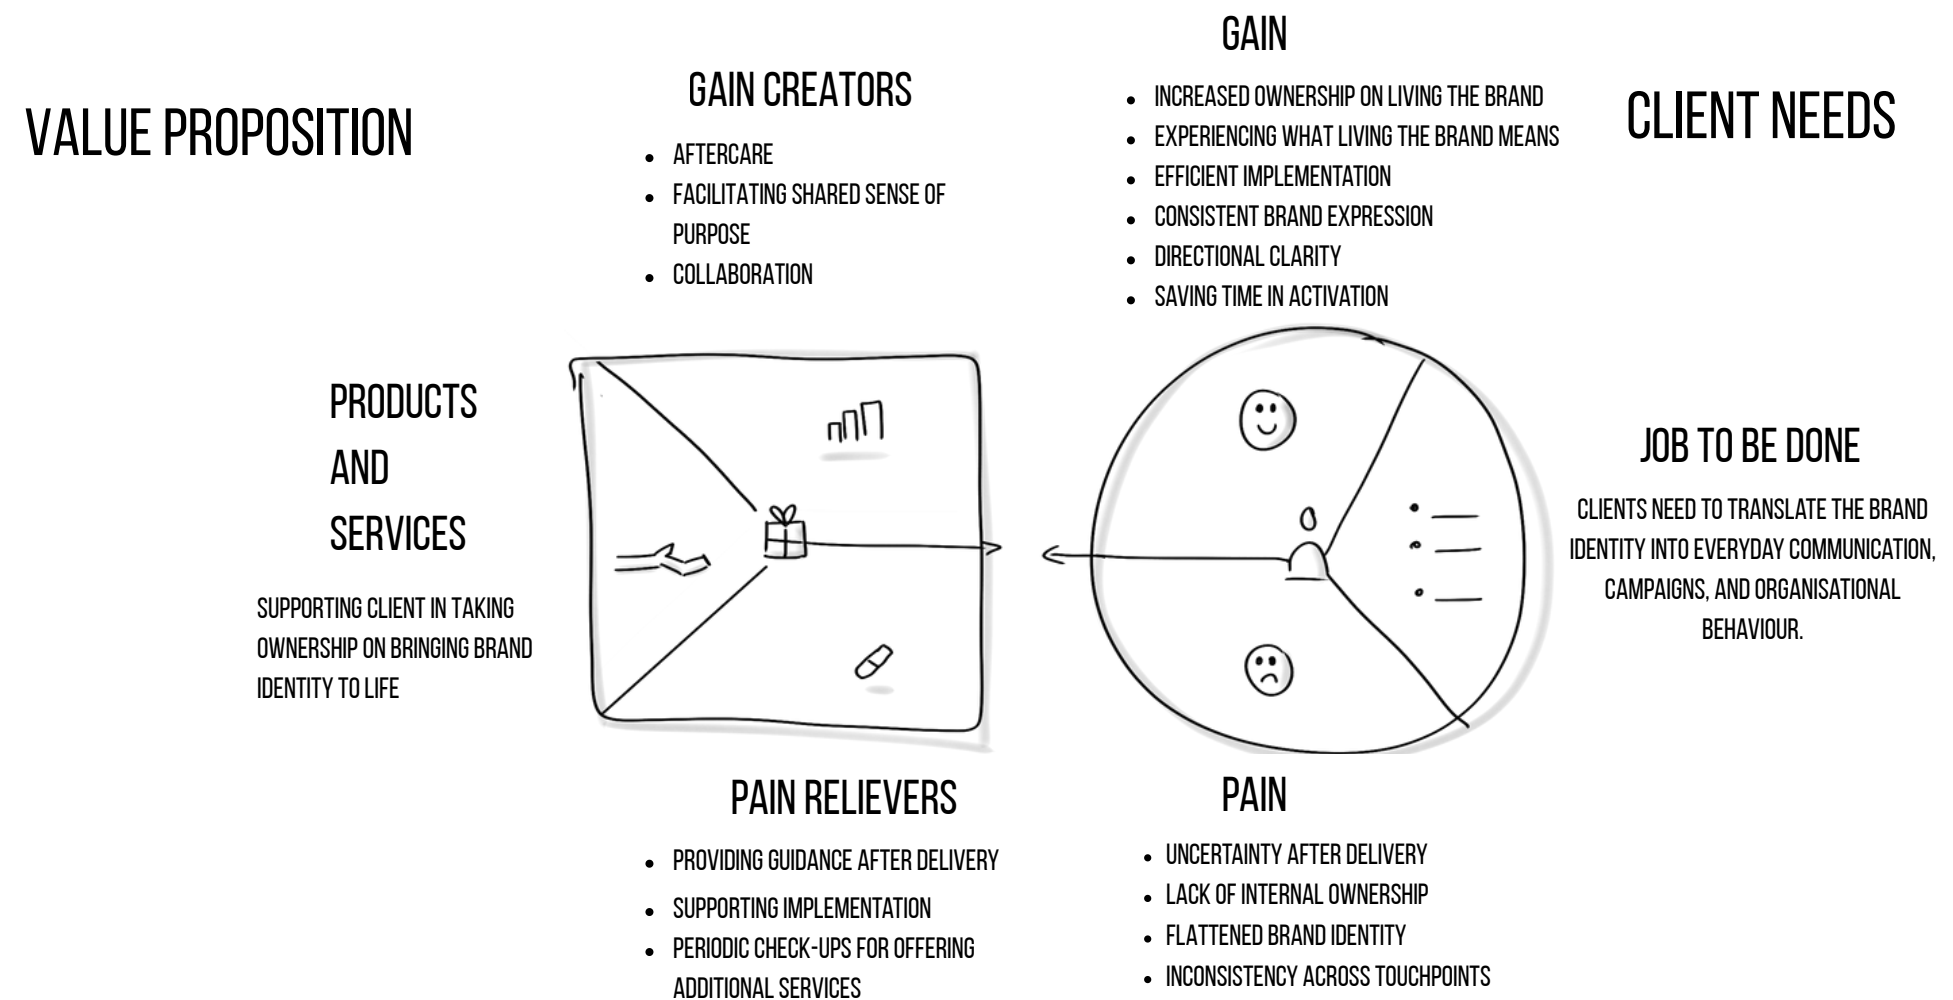 VALUE PROPOSITION
GAIN CREATORS
• AFTERCARE
• FACILITATING SHARED SENSE OF
PURPOSE
• COLLABORATION
GAIN
• INCREASED OWNERSHIP ON LIVING THE BRAND
• EXPERIENCING WHAT LIVING THE BRAND MEANS
• EFFICIENT IMPLEMENTATION
• CONSISTENT BRAND EXPRESSION
• DIRECTIONAL CLARITY
• SAVING TIME IN ACTIVATION
CLIENT NEEDS
PRODUCTS
AND
SERVICES
SUPPORTING CLIENT IN TAKING
OWNERSHIP ON BRINGING BRAND
IDENTITY TO LIFE
JOB TO BE DONE
CLIENTS NEED TO TRANSLATE THE BRAND
IDENTITY INTO EVERYDAY COMMUNICATION,
CAMPAIGNS, AND ORGANISATIONAL
BEHAVIOUR.
PAIN RELIEVERS
• PROVIDING GUIDANCE AFTER DELIVERY
• SUPPORTING IMPLEMENTATION
• PERIODIC CHECK-UPS FOR OFFERING
ADDITIONAL SERVICES
PAIN
• UNCERTAINTY AFTER DELIVERY
• LACK OF INTERNAL OWNERSHIP
• FLATTENED BRAND IDENTITY
• INCONSISTENCY ACROSS TOUCHPOINTS